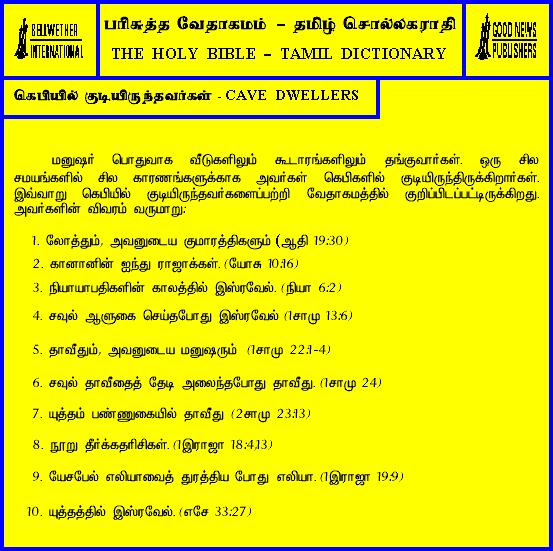 BELLWETHER
INTERNATIONAL
பரிசுத்த வேதாகமம் – தமிழ் சொல்லகராதி
THE HOLY BIBLE – TAMIL DICTIONARY
GOOD NEWS
PUBLISHERS
கெபியில் குடியிருந்தவர்கள் - CAVE DWELLERS
மனுஷர் பொதுவாக வீடுகளிலும் கூடாரங்களிலும் தங்குவார்கள். ஒரு சில
சமயங்களில் சில காரணங்களுக்காக அவர்கள் கெபிகளில் குடியிருந்திருக்கிறார்கள்.
இவ்வாறு கெபியில் குடியிருந்தவர்களைப்பற்றி வேதாகமத்தில் குறிப்பிடப்பட்டிருக்கிறது.
அவர்களின் விவரம் வருமாறு:
1. லோத்தும், அவனுடைய குமாரத்திகளும் (ஆதி 19:30)
2. கானானின் ஐந்து ராஜாக்கள். (யோசு 10:16)
3. நியாயாபதிகளின் காலத்தில் இஸ்ரவேல். (நியா 6:2)
4. சவுல் ஆளுகை செய்தபோது இஸ்ரவேல் (1சாமு 13:6)
5. தாவீதும், அவனுடைய மனுஷரும் (1சாமு 22:1-4)
6. சவுல் தாவீதைத் தேடி அலைந்தபோது தாவீது. (1சாமு 24)
7. யுத்தம் பண்ணுகையில் தாவீது (2சாமு 23:13)
8. நூறு தீர்க்கதரிசிகள். (1இராஜா 18:4,13)
9. யேசபேல் எலியாவைத் துரத்திய போது எலியா. (1இராஜா 19:9)
10. யுத்தத்தில் இஸ்ரவேல். (எசே 33:27)